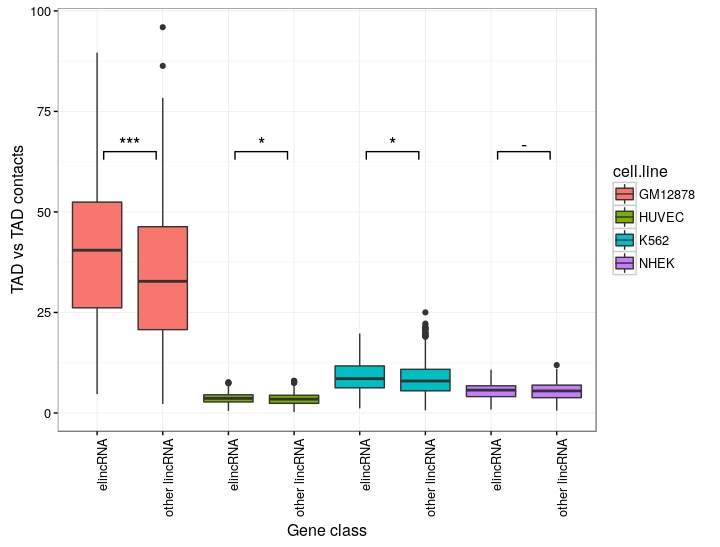 100
75
50
25
0
TAD vs TAD contacts
***
*
*
-
elincRNA
other lincRNA
elincRNA
other lincRNA
elincRNA
other lincRNA
elincRNA
other lincRNA
Gene class
cell.line
GM12878
HUVEC
K562
NHEK